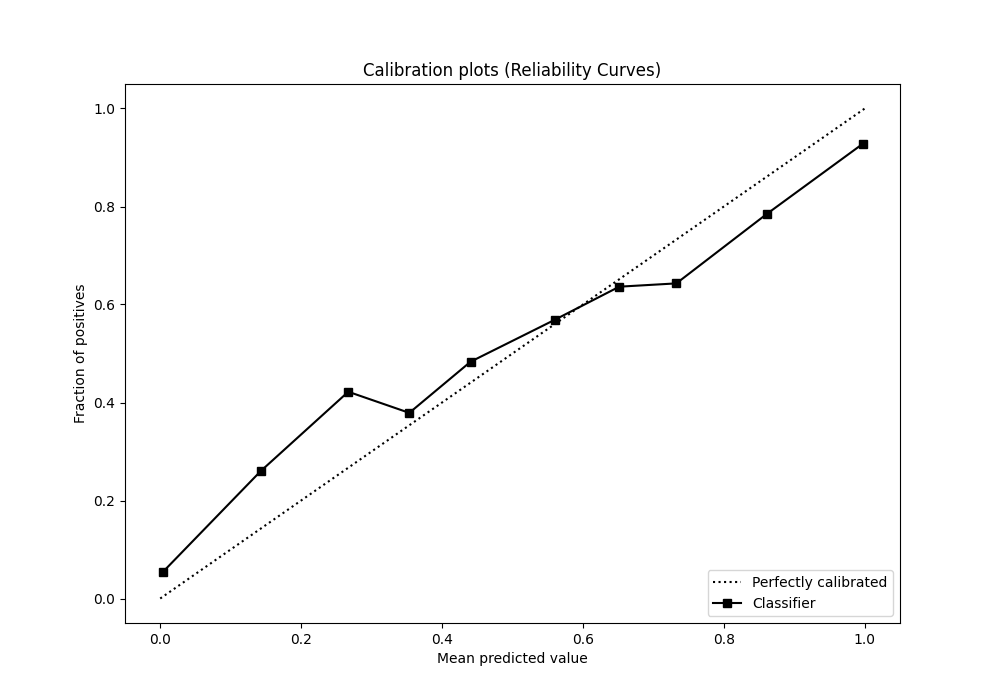 Calibration plots (Reliability Curves)
Fraction of positives
1.0
0.8
0.6
0.4
0.2
0.0
Perfectly calibrated
Classifier
0.0 0.2 0.4 0.6 0.8 1.0
Mean predicted value